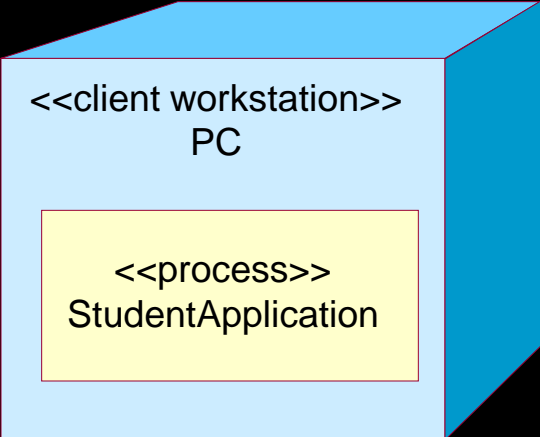 <<client workstation>>
PC
<<process>>
StudentApplication